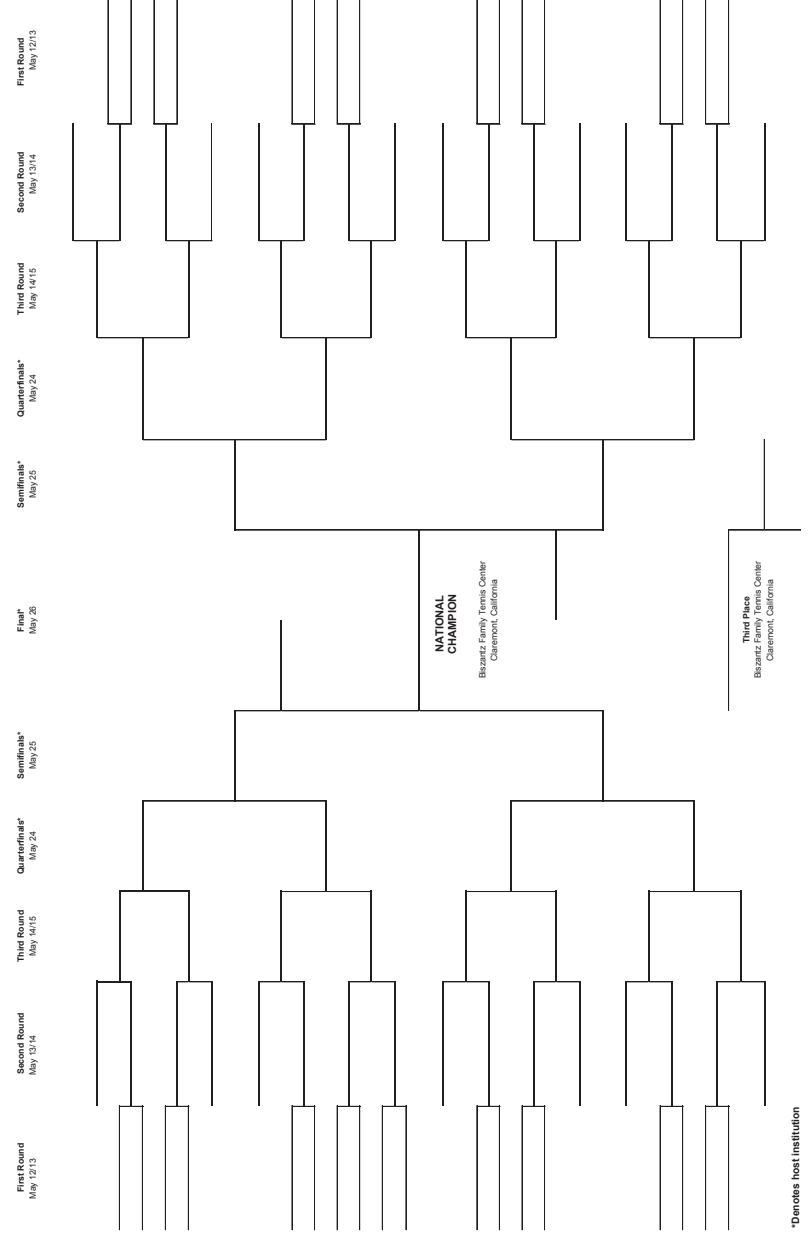 First Round
May 12/13
Second Round
May 13/14
Third Round
May 14/15
Quarterfinals*
May 24
Semifinals*
May 25
Final*
May 26
Semifinals*
May 25
Quarterfinals*
May 24
Third Round
May 14/15
Second Round
May 13/14
First Round
May 12/13
NATIONAL
CHAMPION
Biszantz Family Tennis Center
Claremont, California
Third Place
Biszantz Family Tennis Center
Claremont, California
*Denotes host institution